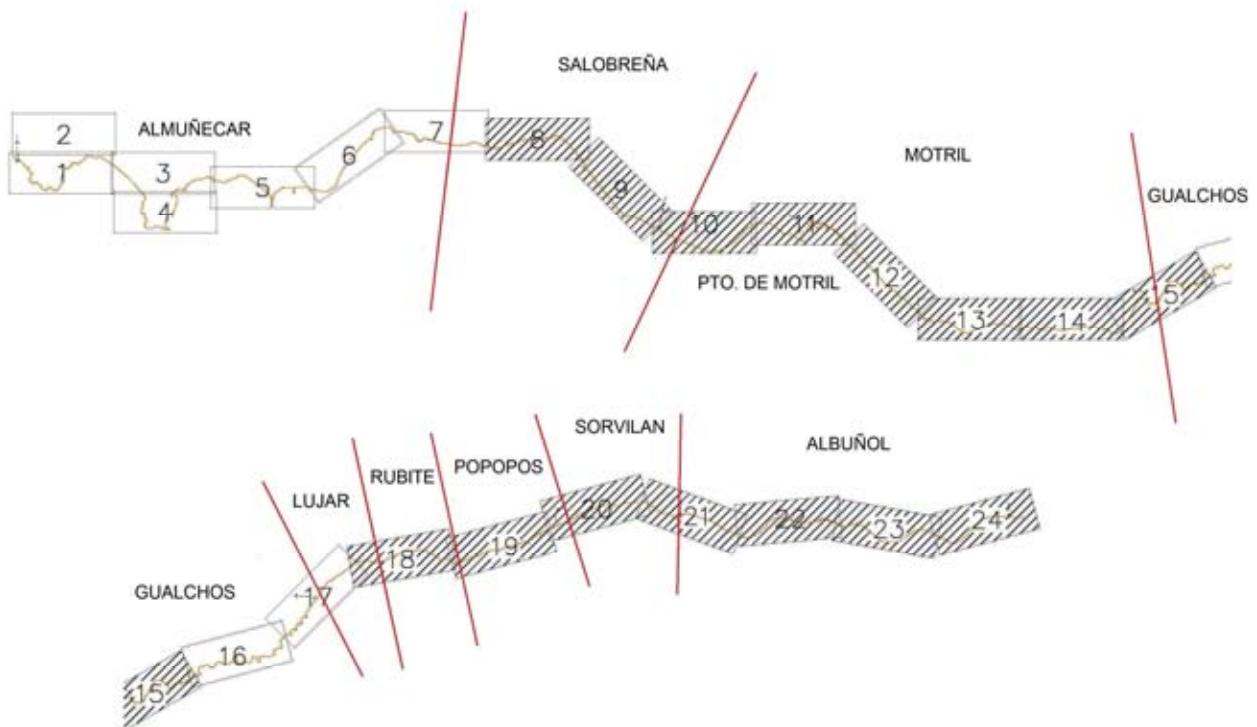 SALOBREÑA
ALMUÑECAR
MOTRIL
GUALCHOS
PTO. DE MOTRIL
1
2
3
4
5
6
7
8
9
10
11
12
13
14
15
SORVILAN
ALBUÑOL
POPOPOS
RUBITE
LUJAR
GUALCHOS
15
16
17
18
19
20
21
22
23
24